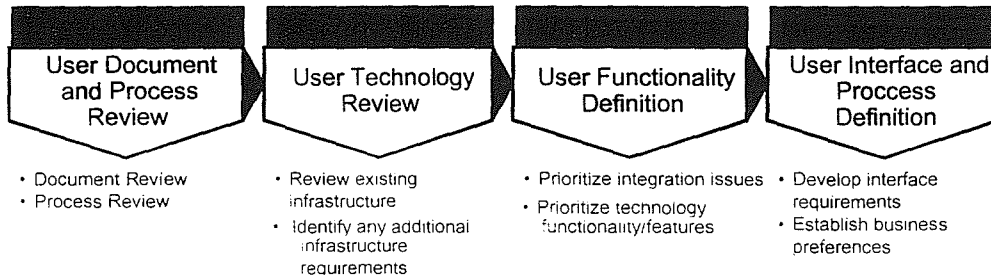 User Document
and Process
Review
User Technology
Review
User Functionality
Definition
User Interface and
Proccess
Definition
• Document Review
• Process Review
• Review existing
infrastructure
• Identify any additional
infrastructure
requirements
• Prioritize integration issues
• Prioritize technology
functionality/features
• Develop interface
requirements
• Establish business
preferences